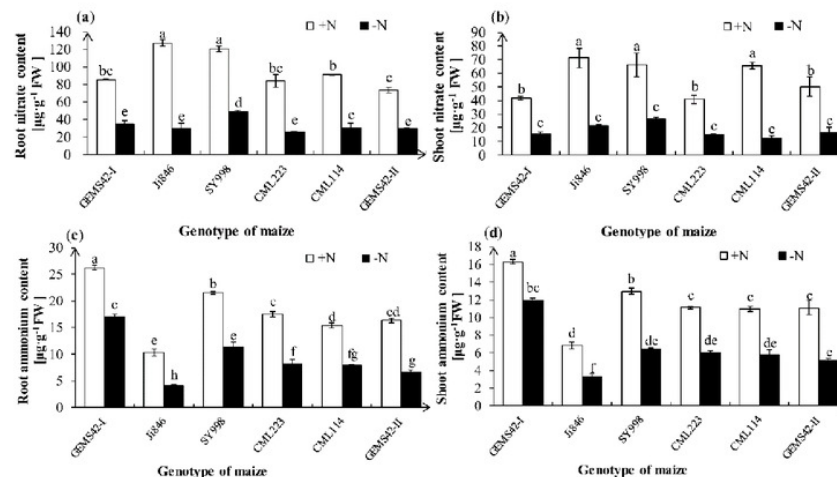 (a)
+N
-N
Root nitrate content
[µg·g⁻¹ FW ]
140
120
100
80
60
40
20
0
bc
e
a
e
a
d
bc
e
b
e
c
e
GEMS42-I
Ji846
SY998
CML223
CML114
GEMS42-II
Genotype of maize
(b)
+N
-N
Shoot nitrate content
[µg·g⁻¹ FW ]
90
80
70
60
50
40
30
20
10
0
b
c
a
c
a
c
b
c
a
c
b
c
GEMS42-I
Ji846
SY998
CML223
CML114
GEMS42-II
Genotype of maize
(c)
+N
-N
Root ammonium content
[µg·g⁻¹FW ]
30
25
20
15
10
5
0
a
c
e
h
b
e
c
f
d
fg
cd
g
GEMS42-I
Ji846
SY998
CML223
CML114
GEMS42-II
Genotype of maize
(d)
+N
-N
Shoot ammonium content
[µg·g⁻¹FW ]
18
16
14
12
10
8
6
4
2
0
a
bc
d
f
b
de
c
de
c
de
c
e
GEMS42-I
Ji846
SY998
CML223
CML114
GEMS42-II
Genotype of maize